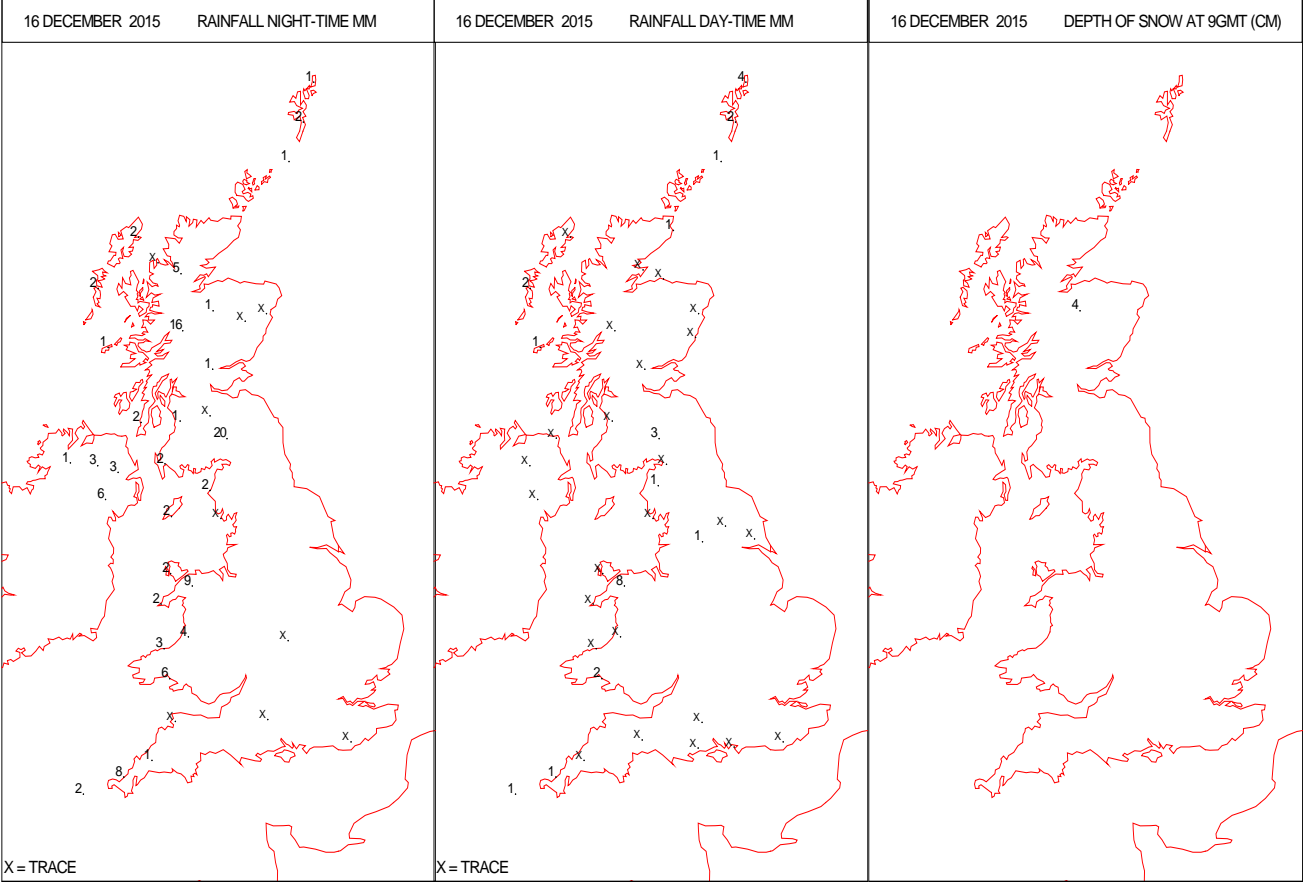 16 DECEMBER 2015 RAINFALL NIGHT-TIME MM
1
2
1
2
X
5
2
1
X
X
16
1
1
X
2
1
20
1
3
3
2
6
2
2
X
2
9
2
4
3
X
6
X
X
X
1
8
2
X = TRACE
16 DECEMBER 2015 RAINFALL DAY-TIME MM
4
2
1
1
X
X
X
2
X
X
X
1
X
X
X
3
X
X
1
X
X
X
X
1
X
8
X
X
X
2
X
X
X
X
X
X
1
1
X = TRACE
16 DECEMBER 2015 DEPTH OF SNOW AT 9GMT (CM)
4